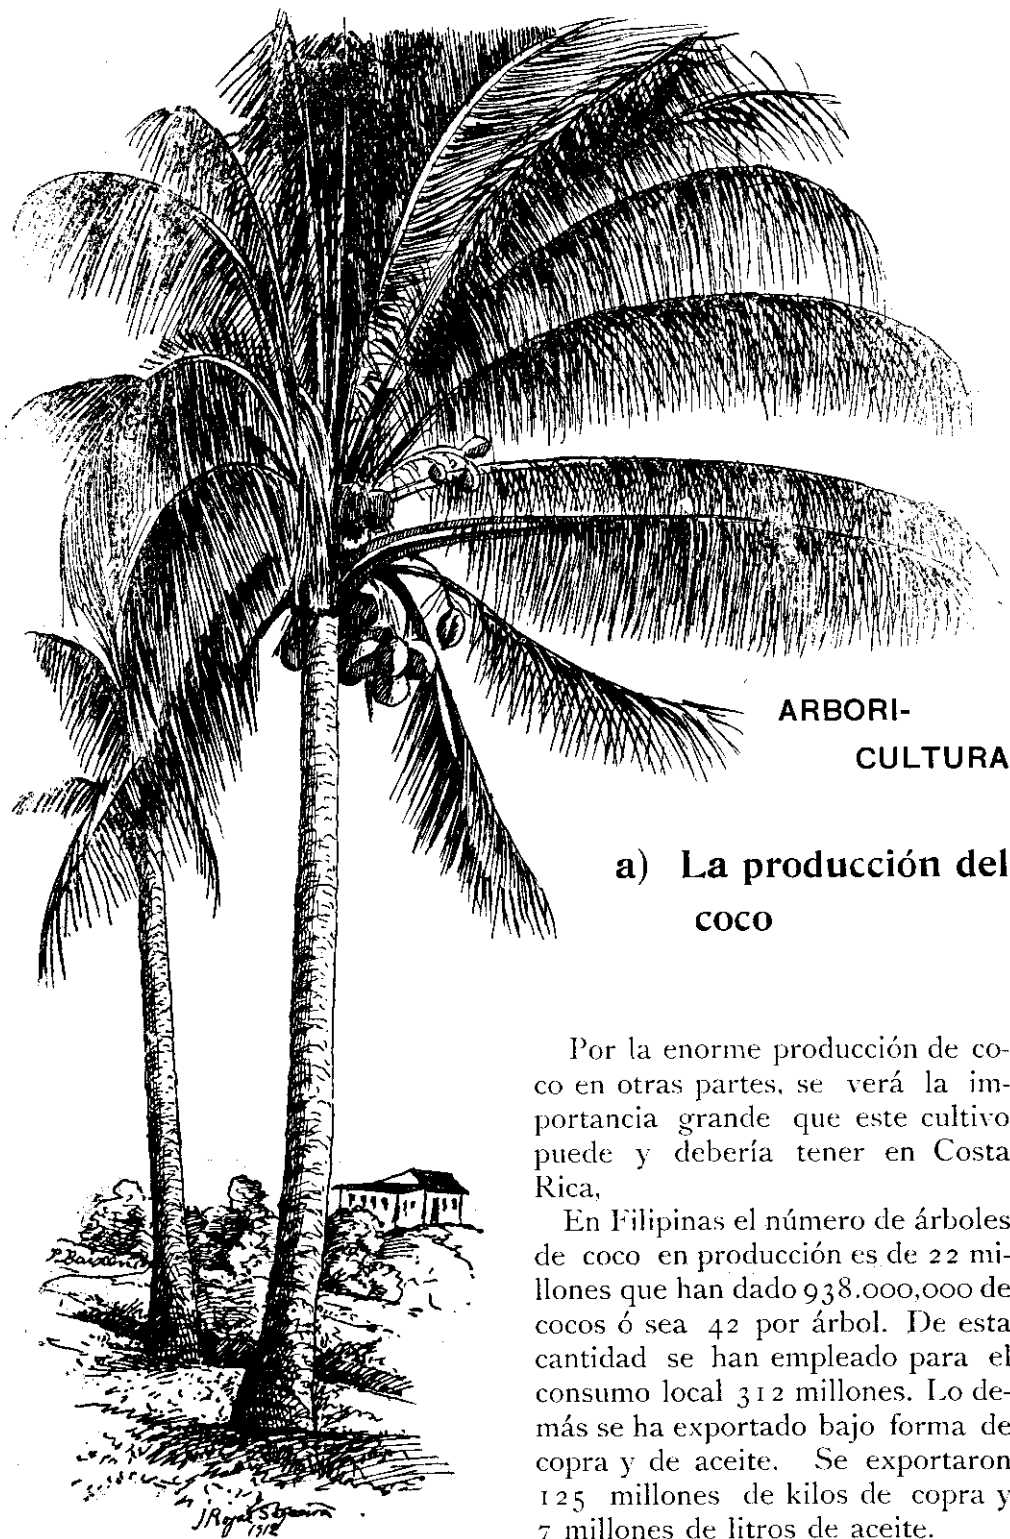 ARBORI-
CULTURA
a) La producción del
coco
Por la enorme producción de co-
co en otras partes, se verá la im-
portancia grande que este cultivo
puede y debería tener en Costa
Rica,
En Filipinas el número de árboles
de coco en producción es de 22 mi-
llones que han dado 938.000,000 de
cocos ó sea 42 por árbol. De esta
cantidad se han empleado para el
consumo local 312 millones. Lo de-
más se ha exportado bajo forma de
copra y de aceite. Se exportaron
125 millones de kilos de copra y
7 millones de litros de aceite.
1912